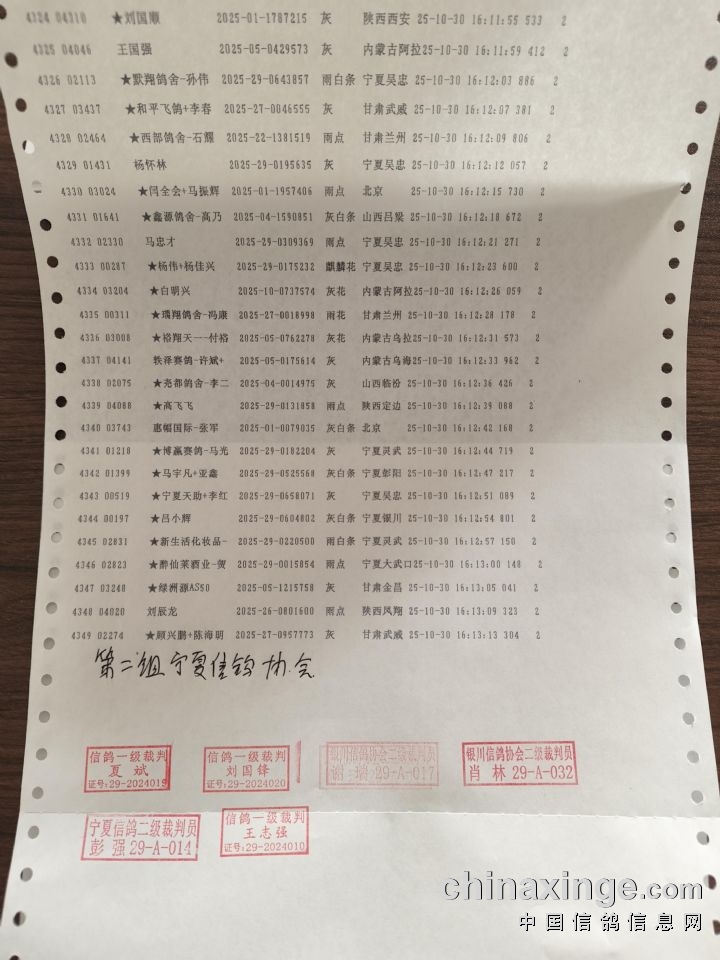 4324 04310 ★刘国顺 2025-01-1787215 灰 陕西西安 25-10-30 16:11:55 533 2
4325 04046 王国强 2025-05-0429573 灰 内蒙古阿拉25-10-30 16:11:59 412 2
4326 02113 ★默翔鸽舍-孙伟 2025-29-0643857 雨白条 宁夏吴忠 25-10-30 16:12:03 886 2
4327 03437 ★和平飞鸽+李春 2025-27-0046555 灰 甘肃武威 25-10-30 16:12:07 381 2
4328 02464 ★西部鸽舍-石耀 2025-22-1381519 雨点 甘肃兰州 25-10-30 16:12:09 806 2
4329 01431 杨怀林 2025-29-0195635 灰 宁夏吴忠 25-10-30 16:12:12 057 2
4330 03024 ★闫全会+马振辉 2025-01-1957406 雨点 北京 25-10-30 16:12:15 730 2
4331 01641 ★鑫源鸽舍-高乃 2025-04-1590851 灰白条 山西吕梁 25-10-30 16:12:18 672 2
4332 02330 马忠才 2025-29-0309369 雨点 宁夏吴忠 25-10-30 16:12:21 271 2
4333 00287 ★杨伟+杨佳兴 2025-29-0175232 麒麟花 宁夏吴忠 25-10-30 16:12:23 600 2
4334 03204 ★白明兴 2025-10-0737574 灰花 内蒙古阿拉25-10-30 16:12:26 059 2
4335 00311 ★瑞翔鸽舍-冯康 2025-27-0018998 雨花 甘肃兰州 25-10-30 16:12:28 178 2
4336 03008 ★裕翔天一-付裕 2025-05-0762278 灰花 内蒙古乌拉25-10-30 16:12:31 573 2
4337 04141 轶泽赛鸽-许斌+ 2025-05-0175614 灰 内蒙古乌海25-10-30 16:12:33 962 2
4338 02075 ★尧都鸽舍-李二 2025-04-0014975 灰 山西临汾 25-10-30 16:12:36 426 2
4339 04088 ★高飞飞 2025-29-0131858 雨点 陕西定边 25-10-30 16:12:39 088 2
4340 03743 惠幅国际-张军 2025-01-0079035 灰白条 北京 25-10-30 16:12:42 168 2
4341 01218 ★博赢赛鸽-马光 2025-29-0182204 灰 宁夏灵武 25-10-30 16:12:44 719 2
4342 01399 ★马宇凡+亚鑫 2025-29-0525568 灰白条 宁夏彭阳 25-10-30 16:12:47 217 2
4343 00519 ★宁夏天助+李红 2025-29-0658071 灰 宁夏吴忠 25-10-30 16:12:51 089 2
4344 00197 ★吕小辉 2025-29-0604802 灰白条 宁夏银川 25-10-30 16:12:54 801 2
4345 02831 ★新生活化妆品- 2025-29-0220500 雨白条 宁夏灵武 25-10-30 16:12:57 150 2
4346 02823 ★醉仙莱酒业-贺 2025-29-0015854 雨点 宁夏大武口25-10-30 16:13:00 148 2
4347 03248 ★绿洲源AS50 2025-05-1215758 灰 甘肃金昌 25-10-30 16:13:05 041 2
4348 04020 刘辰龙 2025-26-0801600 雨点 陕西凤翔 25-10-30 16:13:09 323 2
4349 02274 ★顾兴鹏+陈海明 2025-27-0957773 灰 甘肃武威 25-10-30 16:13:13 304 2
第二组宁夏信鸽协会
信鸽一级裁判 信鸽一级裁判 银川信鸽协会二级裁判员 银川信鸽协会二级裁判员
夏 斌 刘国锋 谢 瑞 29-A-017 肖 林 29-A-032
证号:29-2024019 证号:29-2024020
宁夏信鸽二级裁判员 信鸽一级裁判
彭 强 29-A-014 王志强
证号:29-2024010
chinaxinge.com
中国信鸽信息网